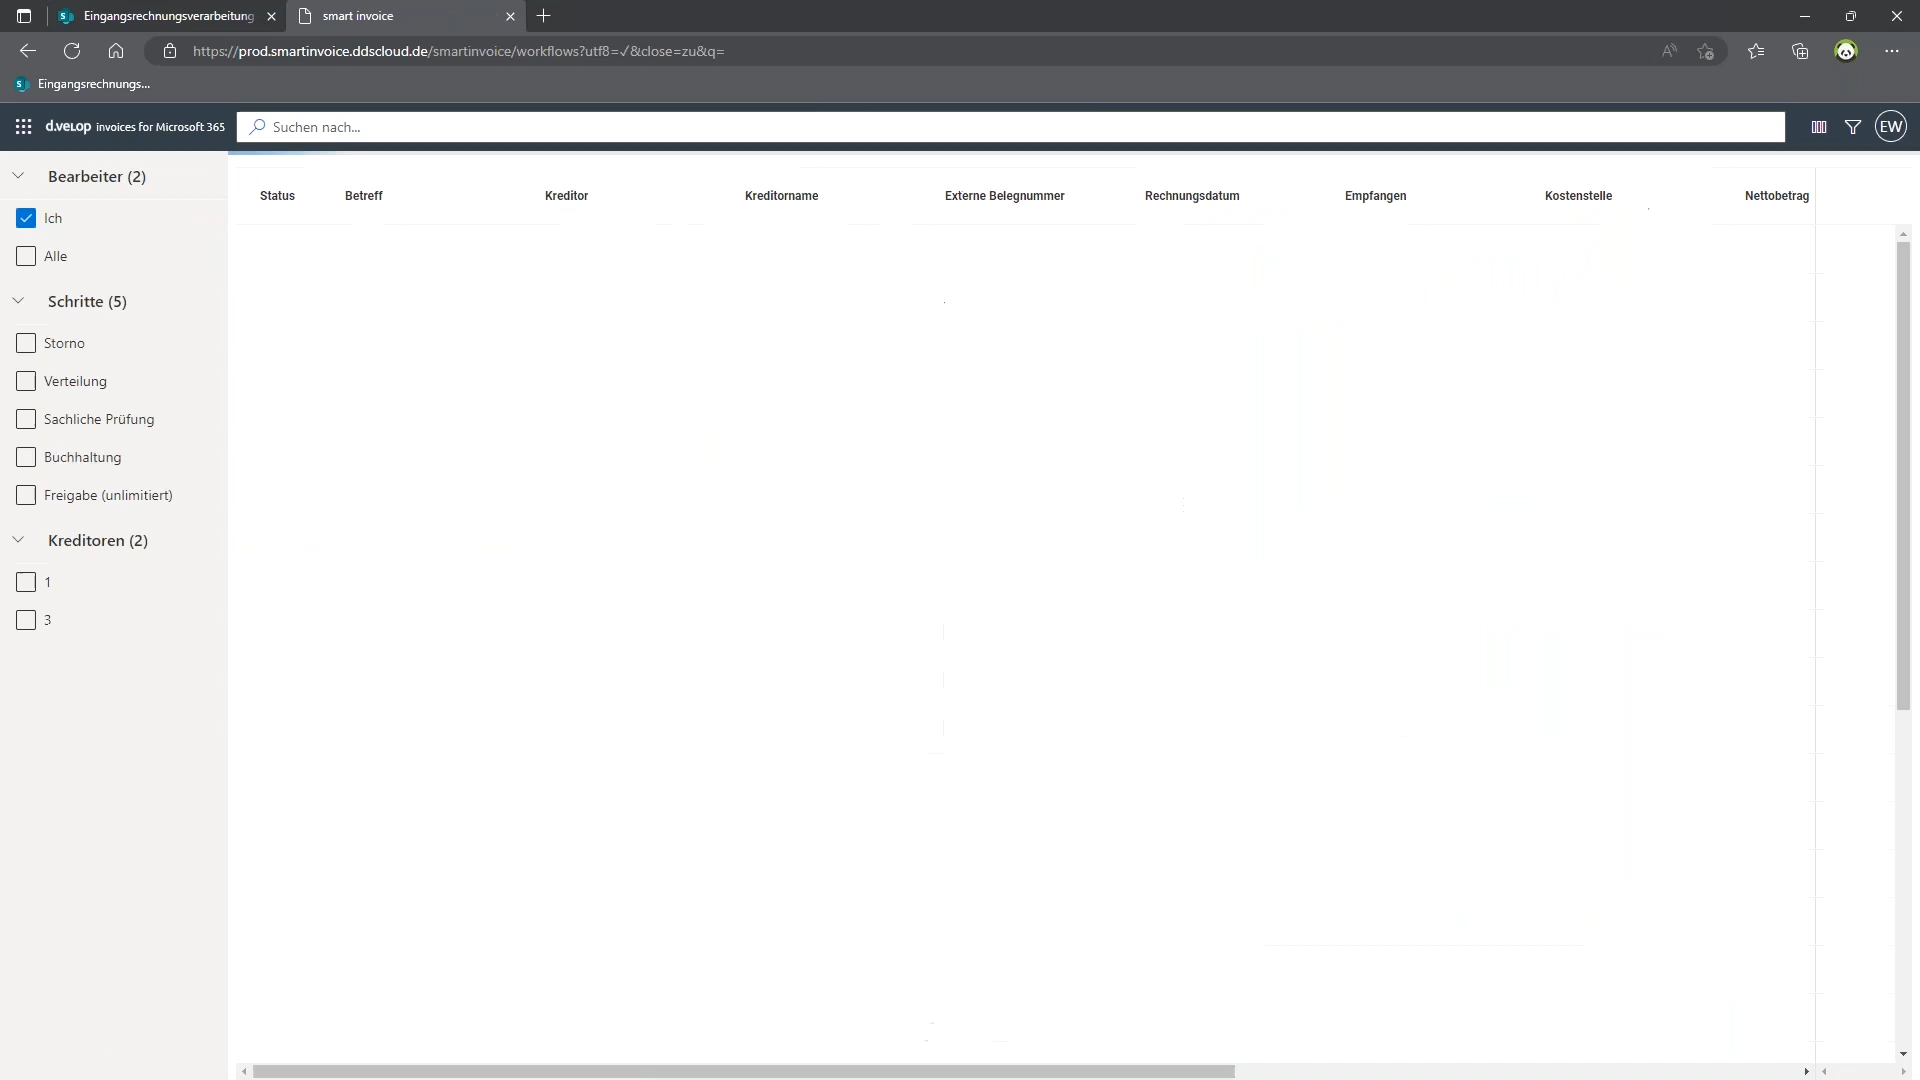 Eingangsrechnungsverarbeitung
smart invoice
https://prod.smartinvoice.ddscloud.de/smartinvoice/workflows?utf8=✓&close=zu&q=
Eingangsrechnungs...
d.velop invoices for Microsoft 365
Suchen nach...
EW
Bearbeiter (2)
Ich
Alle
Schritte (5)
Storno
Verteilung
Sachliche Prüfung
Buchhaltung
Freigabe (unlimitiert)
Kreditoren (2)
1
3
Status Betreff Kreditor Kreditorname Externe Belegnummer Rechnungsdatum Empfangen Kostenstelle Nettobetrag